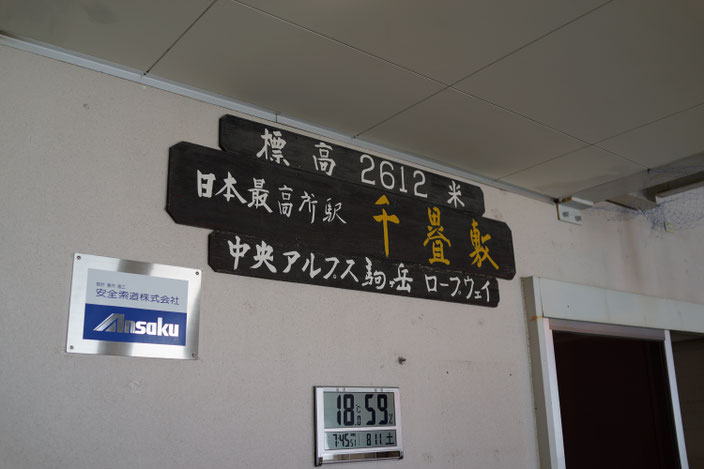 標高 2612 米
日本最高所駅 千畳敷
中央アルプス駒ヶ岳 ロープウェイ
安全索道株式会社
Ansaku
18 ℃ 59 %
7:45 8 11 土